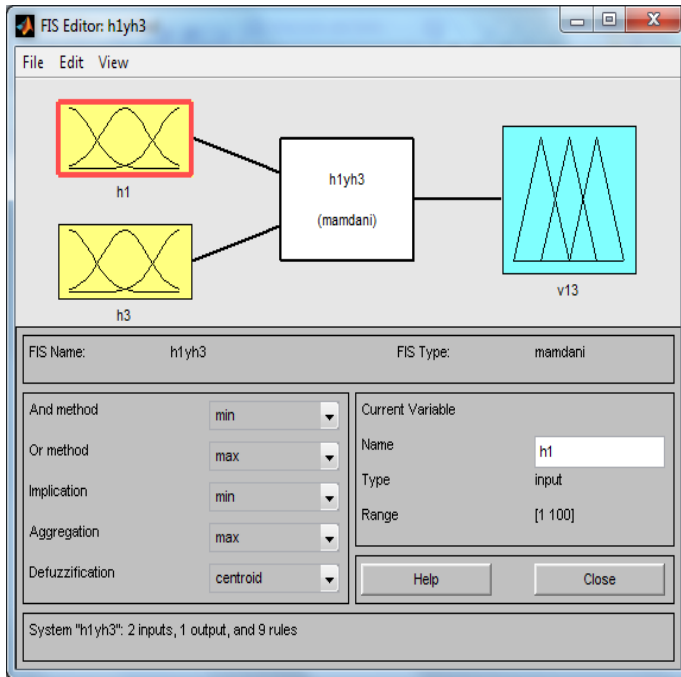 FIS Editor: h1yh3
File Edit View
h1
h3
h1yh3
(mamdani)
v13
FIS Name: h1yh3 FIS Type: mamdani
And method min
Or method max
Implication min
Aggregation max
Defuzzification centroid
Current Variable
Name h1
Type input
Range [1 100]
Help Close
System "h1yh3": 2 inputs, 1 output, and 9 rules